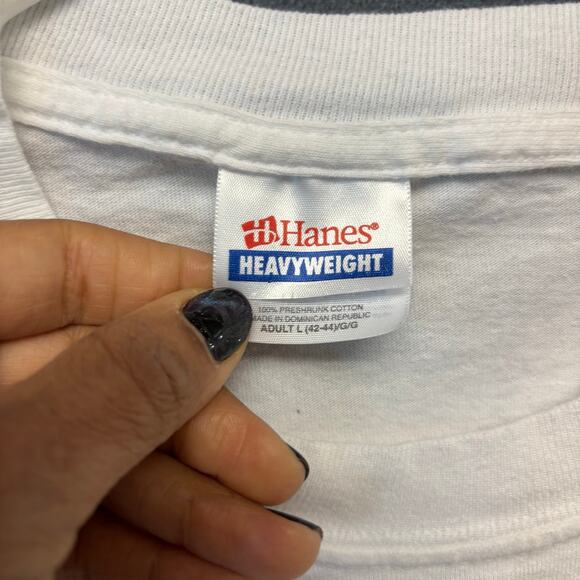 H Hanes®
HEAVYWEIGHT
100% PRESHRUNK COTTON
MADE IN DOMINICAN REPUBLIC
ADULT L (42-44)/G/G